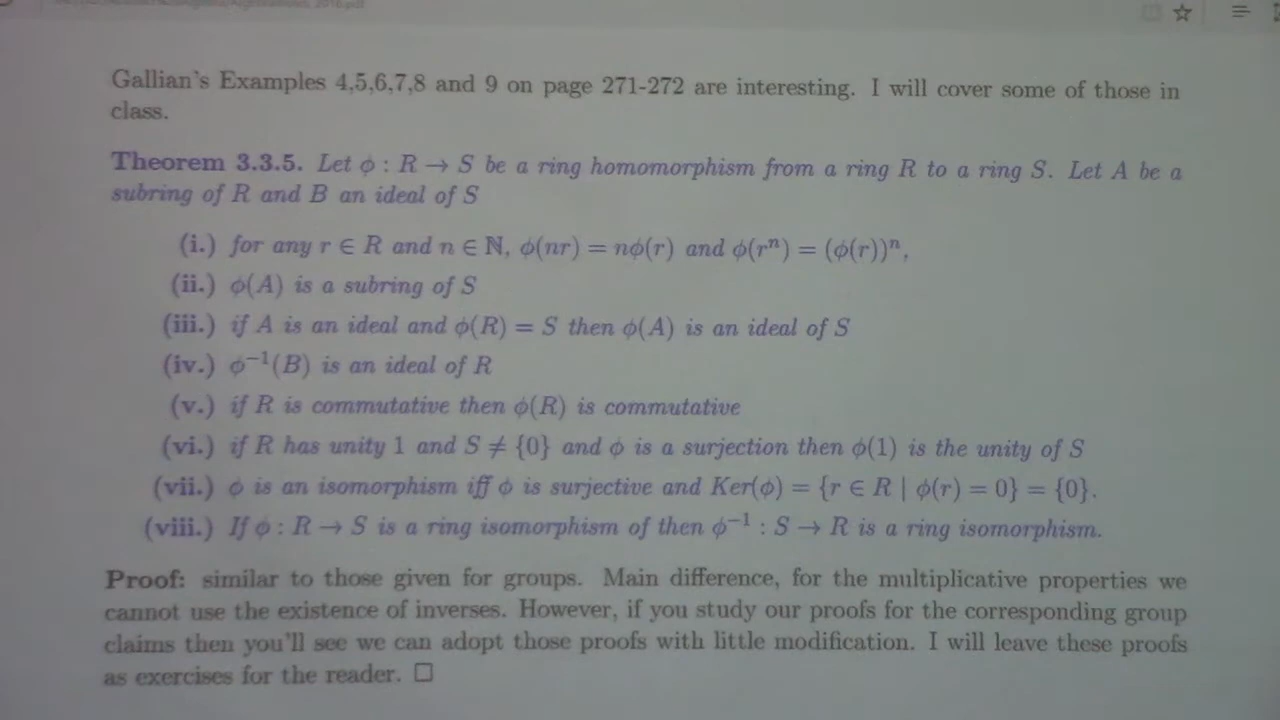 Gallian's Examples 4,5,6,7,8 and 9 on page 271-272 are interesting. I will cover some of those in
class.
Theorem 3.3.5. Let ϕ : R → S be a ring homomorphism from a ring R to a ring S. Let A be a
subring of R and B an ideal of S
(i.) for any r ∈ R and n ∈ ℕ, ϕ(nr) = nϕ(r) and ϕ(rⁿ) = (ϕ(r))ⁿ,
(ii.) ϕ(A) is a subring of S
(iii.) if A is an ideal and ϕ(R) = S then ϕ(A) is an ideal of S
(iv.) ϕ⁻¹(B) is an ideal of R
(v.) if R is commutative then ϕ(R) is commutative
(vi.) if R has unity 1 and S ≠ {0} and ϕ is a surjection then ϕ(1) is the unity of S
(vii.) ϕ is an isomorphism iff ϕ is surjective and Ker(ϕ) = {r ∈ R | ϕ(r) = 0} = {0}.
(viii.) If ϕ : R → S is a ring isomorphism of then ϕ⁻¹ : S → R is a ring isomorphism.
Proof: similar to those given for groups. Main difference, for the multiplicative properties we
cannot use the existence of inverses. However, if you study our proofs for the corresponding group
claims then you'll see we can adopt those proofs with little modification. I will leave these proofs
as exercises for the reader. □